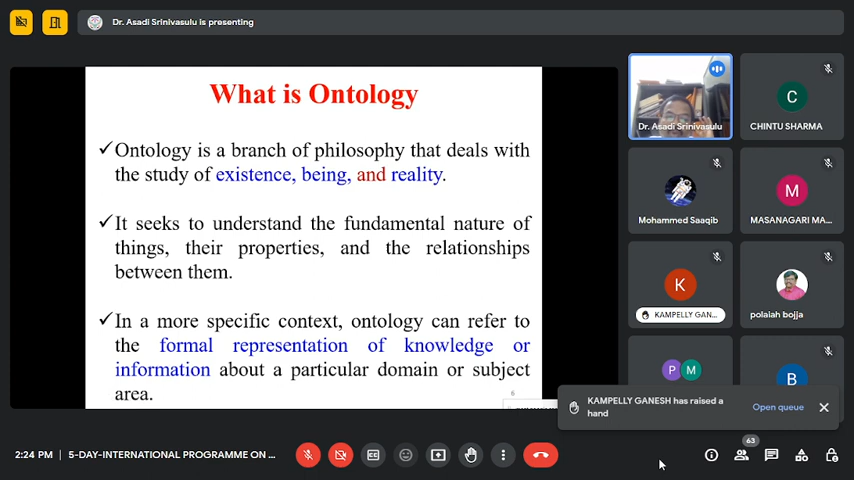 Dr. Asadi Srinivasulu is presenting
What is Ontology
✓Ontology is a branch of philosophy that deals with
the study of existence, being, and reality.
✓It seeks to understand the fundamental nature of
things, their properties, and the relationships
between them.
✓In a more specific context, ontology can refer to
the formal representation of knowledge or
information about a particular domain or subject
area.
6
Dr. Asadi Srinivasulu
C
CHINTU SHARMA
Mohammed Saaqib
M
MASANAGARI MA...
K
KAMPELLY GAN...
polaiah bojja
P M
B
KAMPELLY GANESH has raised a
hand
Open queue
2:24 PM | 5-DAY-INTERNATIONAL PROGRAMME ON ...
63